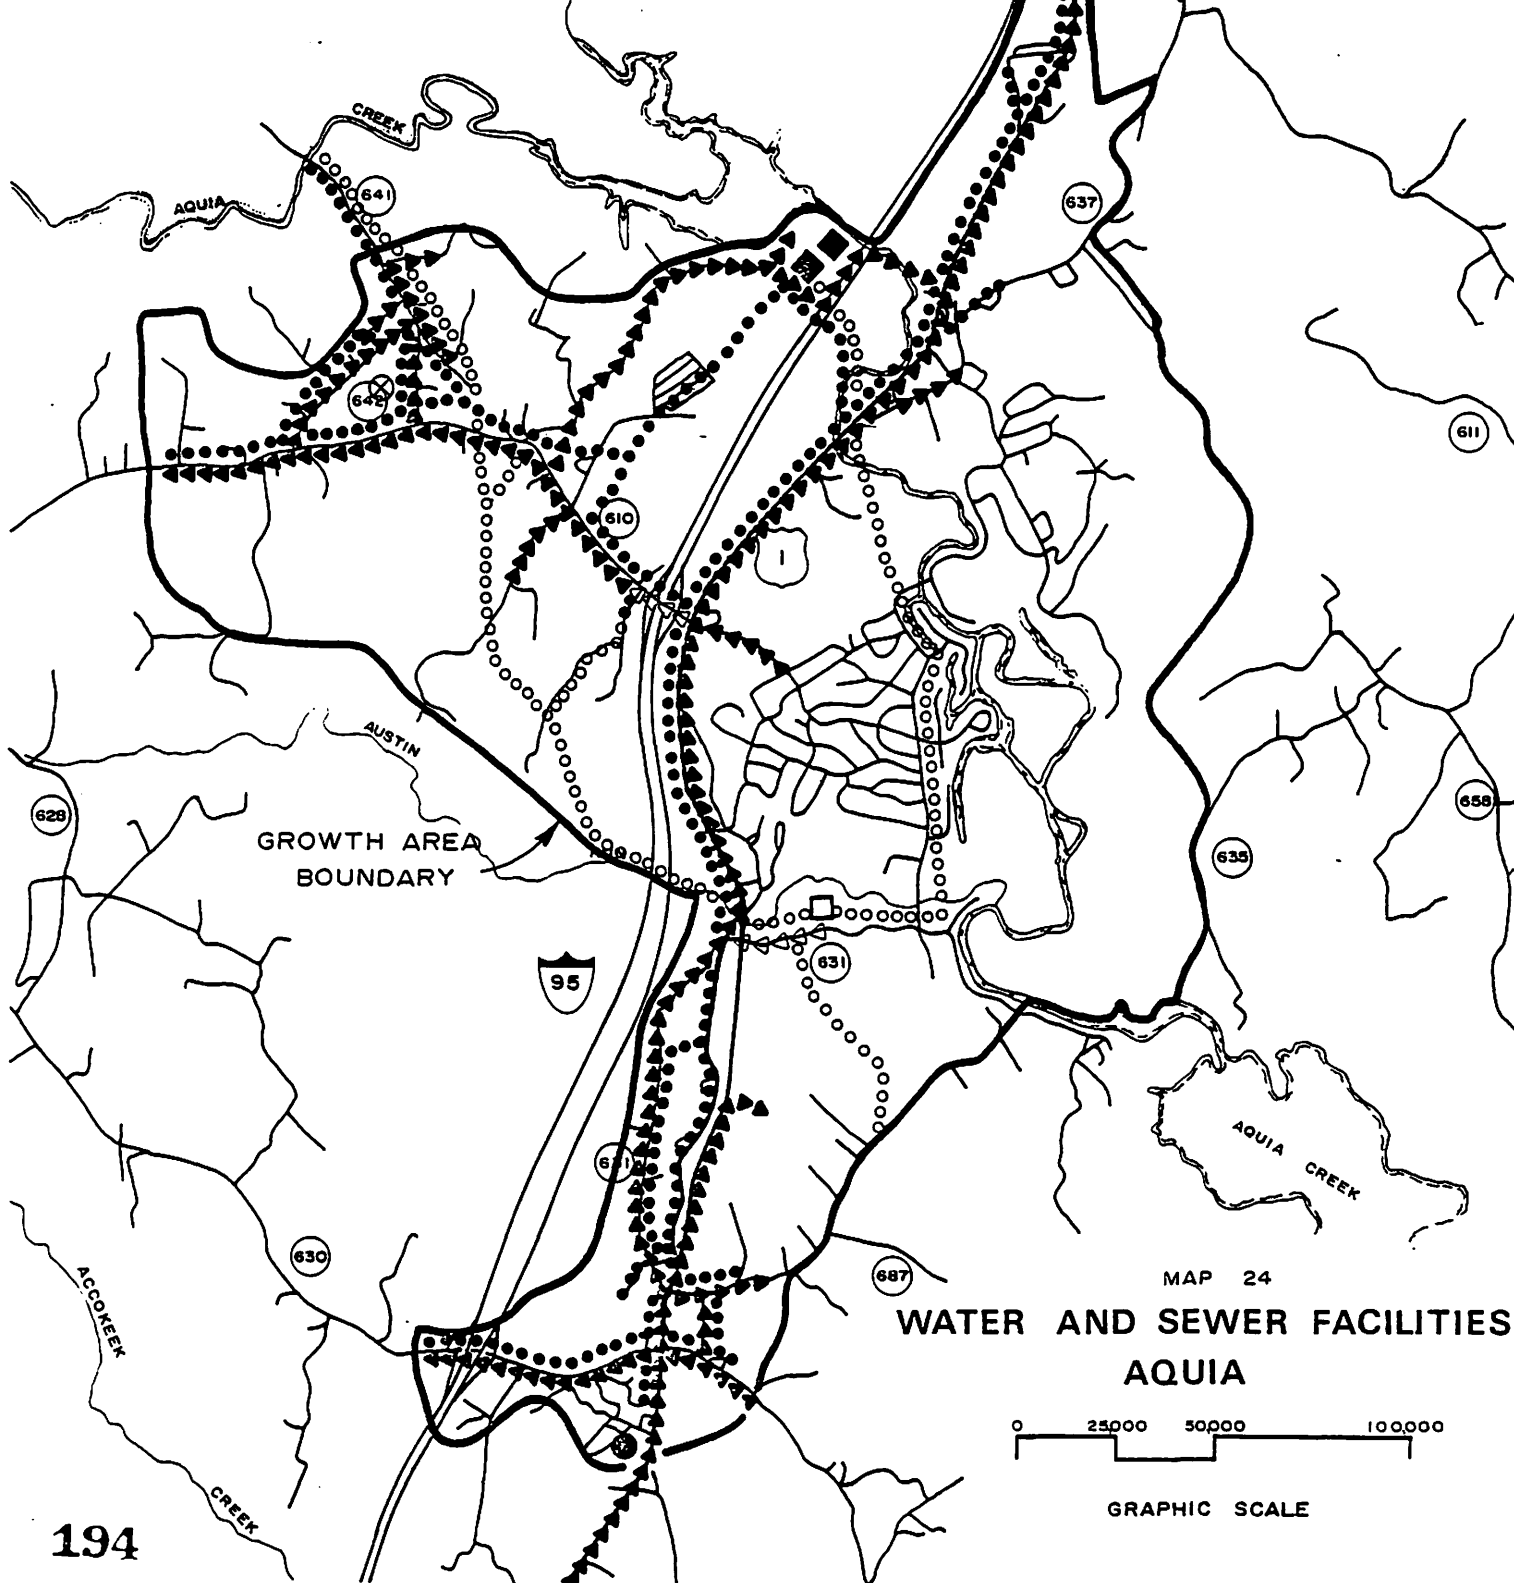 CREEK
AQUIA
641
637
642
611
610
1
AUSTIN
628
658
GROWTH AREA
BOUNDARY
635
95
631
631
AQUIA CREEK
630
687
ACCOKEEK
CREEK
MAP 24
WATER AND SEWER FACILITIES
AQUIA
0 25,000 50,000 100,000
GRAPHIC SCALE
194